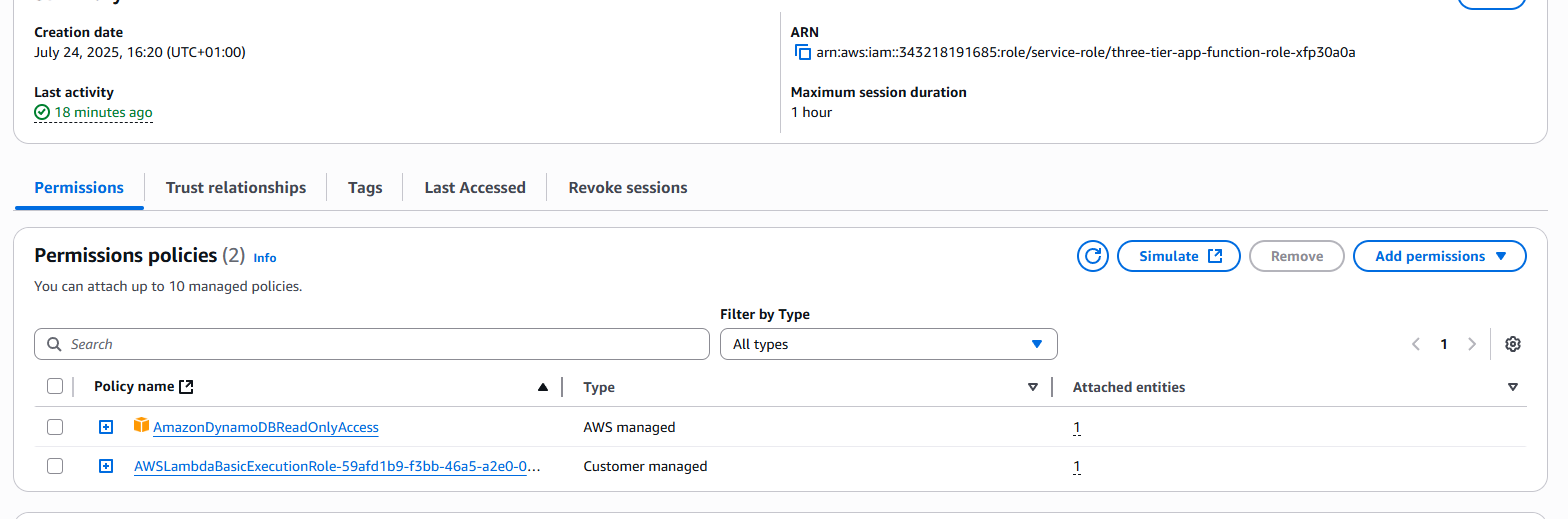 Creation date
July 24, 2025, 16:20 (UTC+01:00)
ARN
arn:aws:iam::343218191685:role/service-role/three-tier-app-function-role-xfp30a0a
Last activity
18 minutes ago
Maximum session duration
1 hour
Permissions
Trust relationships
Tags
Last Accessed
Revoke sessions
Permissions policies (2) Info
Simulate
Remove
Add permissions
You can attach up to 10 managed policies.
Filter by Type
Search
All types
1
Policy name
Type
Attached entities
AmazonDynamoDBReadOnlyAccess
AWS managed
1
AWSLambdaBasicExecutionRole-59afd1b9-f3bb-46a5-a2e0-0...
Customer managed
1